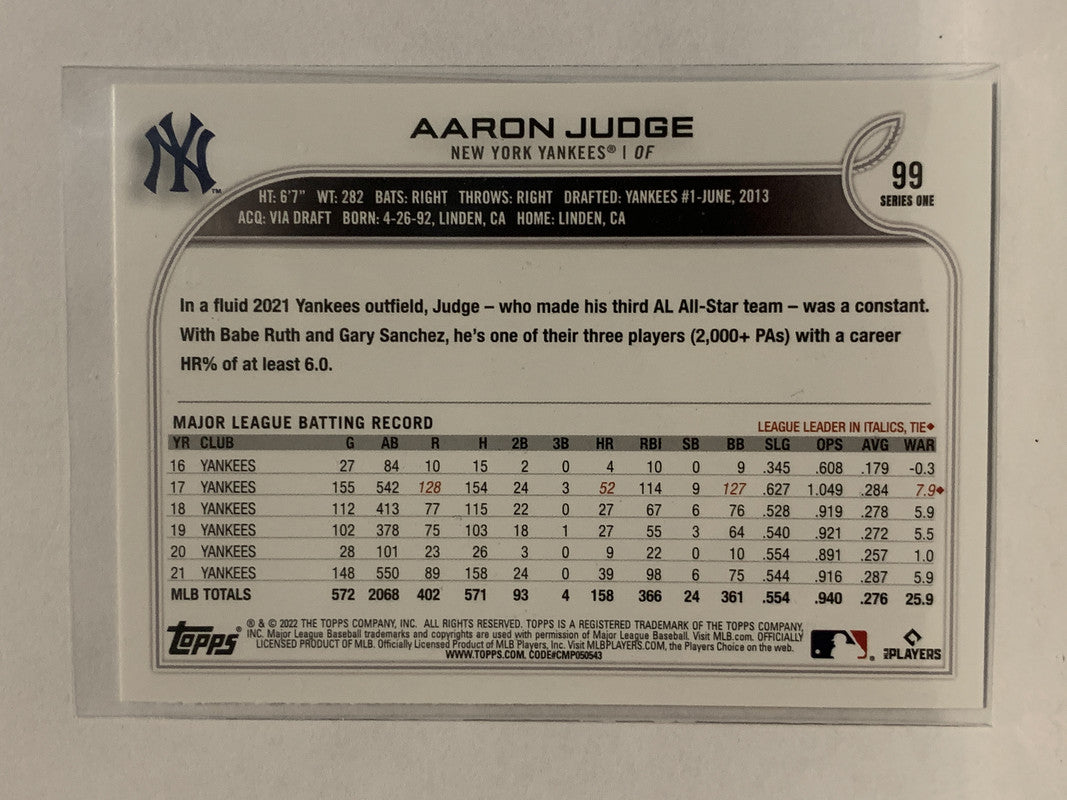 NY™
AARON JUDGE
NEW YORK YANKEES® | OF
99
SERIES ONE
HT: 6'7" WT: 282 BATS: RIGHT THROWS: RIGHT DRAFTED: YANKEES #1-JUNE, 2013
ACQ: VIA DRAFT BORN: 4-26-92, LINDEN, CA HOME: LINDEN, CA
In a fluid 2021 Yankees outfield, Judge – who made his third AL All-Star team – was a constant.
With Babe Ruth and Gary Sanchez, he's one of their three players (2,000+ PAs) with a career
HR% of at least 6.0.
MAJOR LEAGUE BATTING RECORD LEAGUE LEADER IN ITALICS, TIE◆
YR CLUB G AB R H 2B 3B HR RBI SB BB SLG OPS AVG WAR
16 YANKEES 27 84 10 15 2 0 4 10 0 9 .345 .608 .179 -0.3
17 YANKEES 155 542 128 154 24 3 52 114 9 127 .627 1.049 .284 7.9◆
18 YANKEES 112 413 77 115 22 0 27 67 6 76 .528 .919 .278 5.9
19 YANKEES 102 378 75 103 18 1 27 55 3 64 .540 .921 .272 5.5
20 YANKEES 28 101 23 26 3 0 9 22 0 10 .554 .891 .257 1.0
21 YANKEES 148 550 89 158 24 0 39 98 6 75 .544 .916 .287 5.9
MLB TOTALS 572 2068 402 571 93 4 158 366 24 361 .554 .940 .276 25.9
topps®
® & © 2022 THE TOPPS COMPANY, INC. ALL RIGHTS RESERVED. TOPPS IS A REGISTERED TRADEMARK OF THE TOPPS COMPANY,
INC. Major League Baseball trademarks and copyrights are used with permission of Major League Baseball. Visit MLB.com. OFFICIALLY
LICENSED PRODUCT OF MLB. Officially Licensed Product of MLB Players, Inc. Visit MLBPLAYERS.COM, the Players Choice on the web.
WWW.TOPPS.COM. CODE#CMP050543
MLB PLAYERS